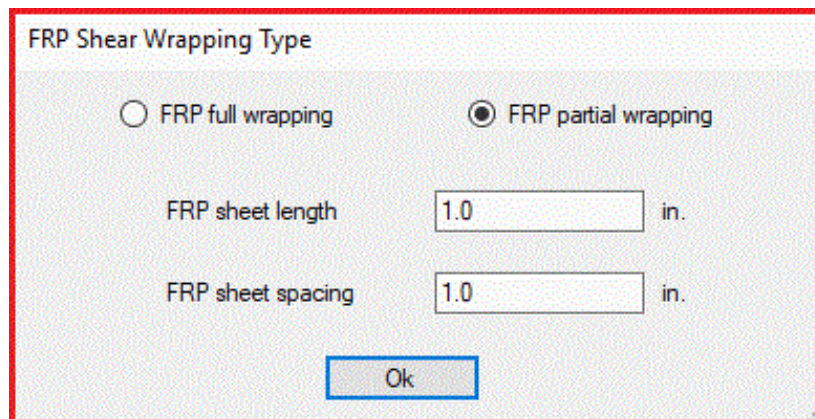 FRP Shear Wrapping Type
FRP full wrapping FRP partial wrapping
FRP sheet length 1.0 in.
FRP sheet spacing 1.0 in.
Ok